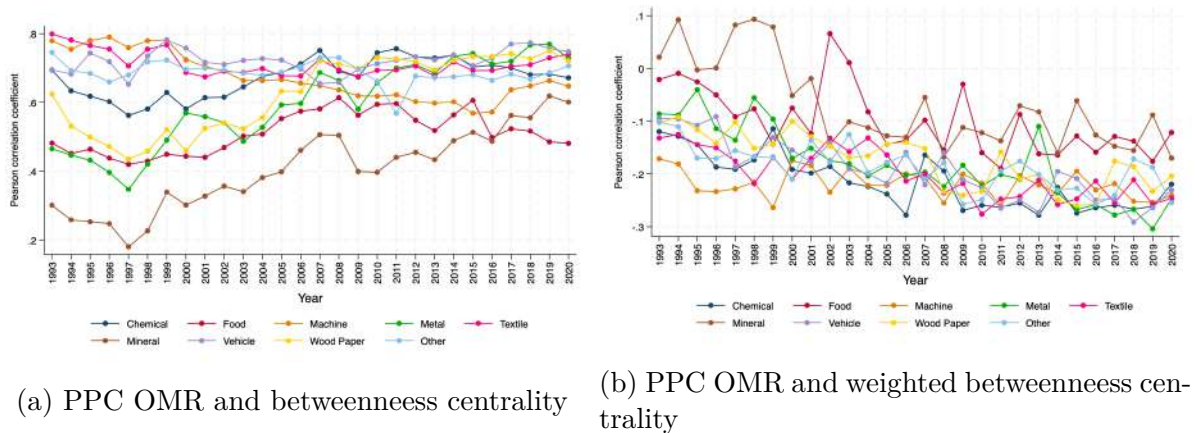 .8
.6
.4
.2
Pearson correlation coefficient
1993 1994 1995 1996 1997 1998 1999 2000 2001 2002 2003 2004 2005 2006 2007 2008 2009 2010 2011 2012 2013 2014 2015 2016 2017 2018 2019 2020
Year
Chemical Food Machine Metal Textile
Mineral Vehicle Wood Paper Other
(a) PPC OMR and betweenneess centrality
.1
0
-.1
-.2
-.3
Pearson correlation coefficient
1993 1994 1995 1996 1997 1998 1999 2000 2001 2002 2003 2004 2005 2006 2007 2008 2009 2010 2011 2012 2013 2014 2015 2016 2017 2018 2019 2020
Year
Chemical Food Machine Metal Textile
Mineral Vehicle Wood Paper Other
(b) PPC OMR and weighted betweenneess cen-
trality